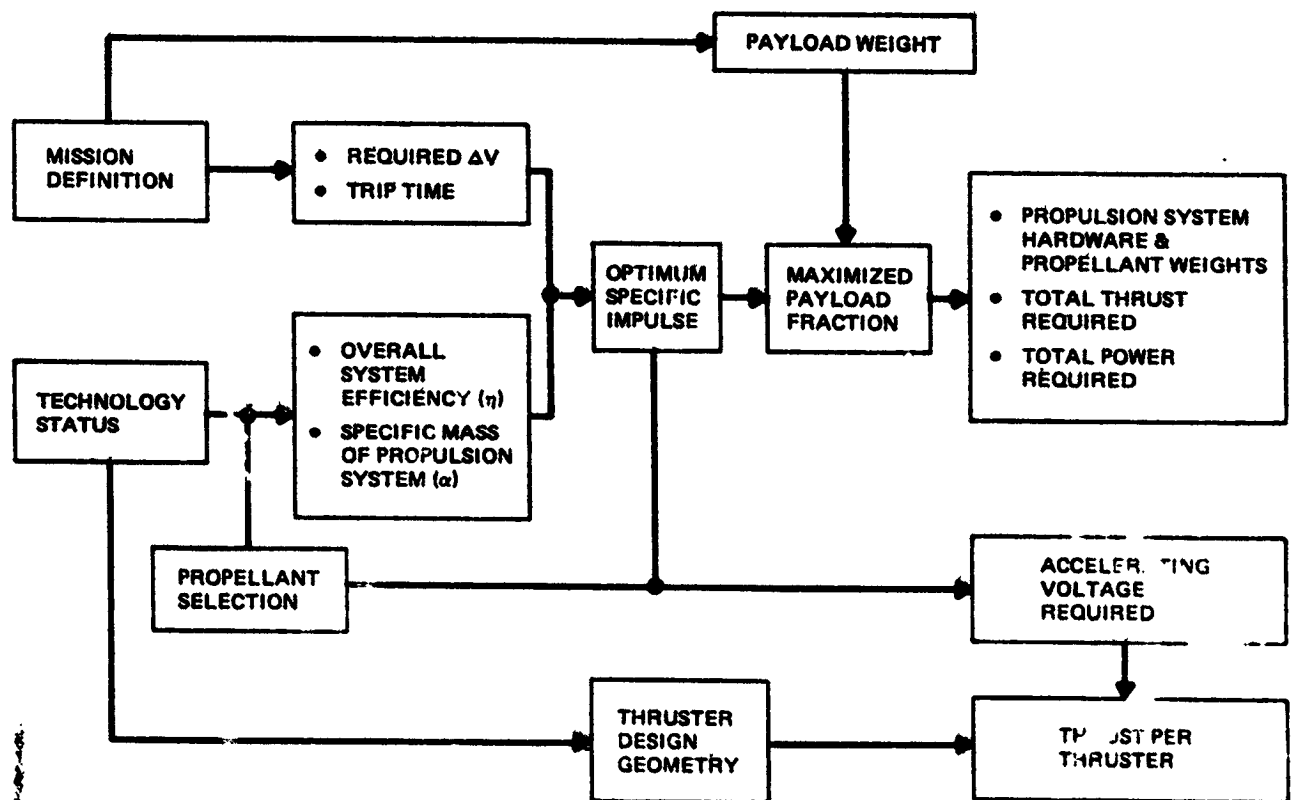 PAYLOAD WEIGHT
MISSION
DEFINITION
• REQUIRED ΔV
• TRIP TIME
• PROPULSION SYSTEM
HARDWARE &
PROPELLANT WEIGHTS
• TOTAL THRUST
REQUIRED
• TOTAL POWER
REQUIRED
OPTIMUM
SPECIFIC
IMPULSE
MAXIMIZED
PAYLOAD
FRACTION
• OVERALL
SYSTEM
EFFICIENCY (η)
• SPECIFIC MASS
OF PROPULSION
SYSTEM (α)
TECHNOLOGY
STATUS
PROPELLANT
SELECTION
ACCELERATING
VOLTAGE
REQUIRED
THRUSTER
DESIGN
GEOMETRY
THRUST PER
THRUSTER